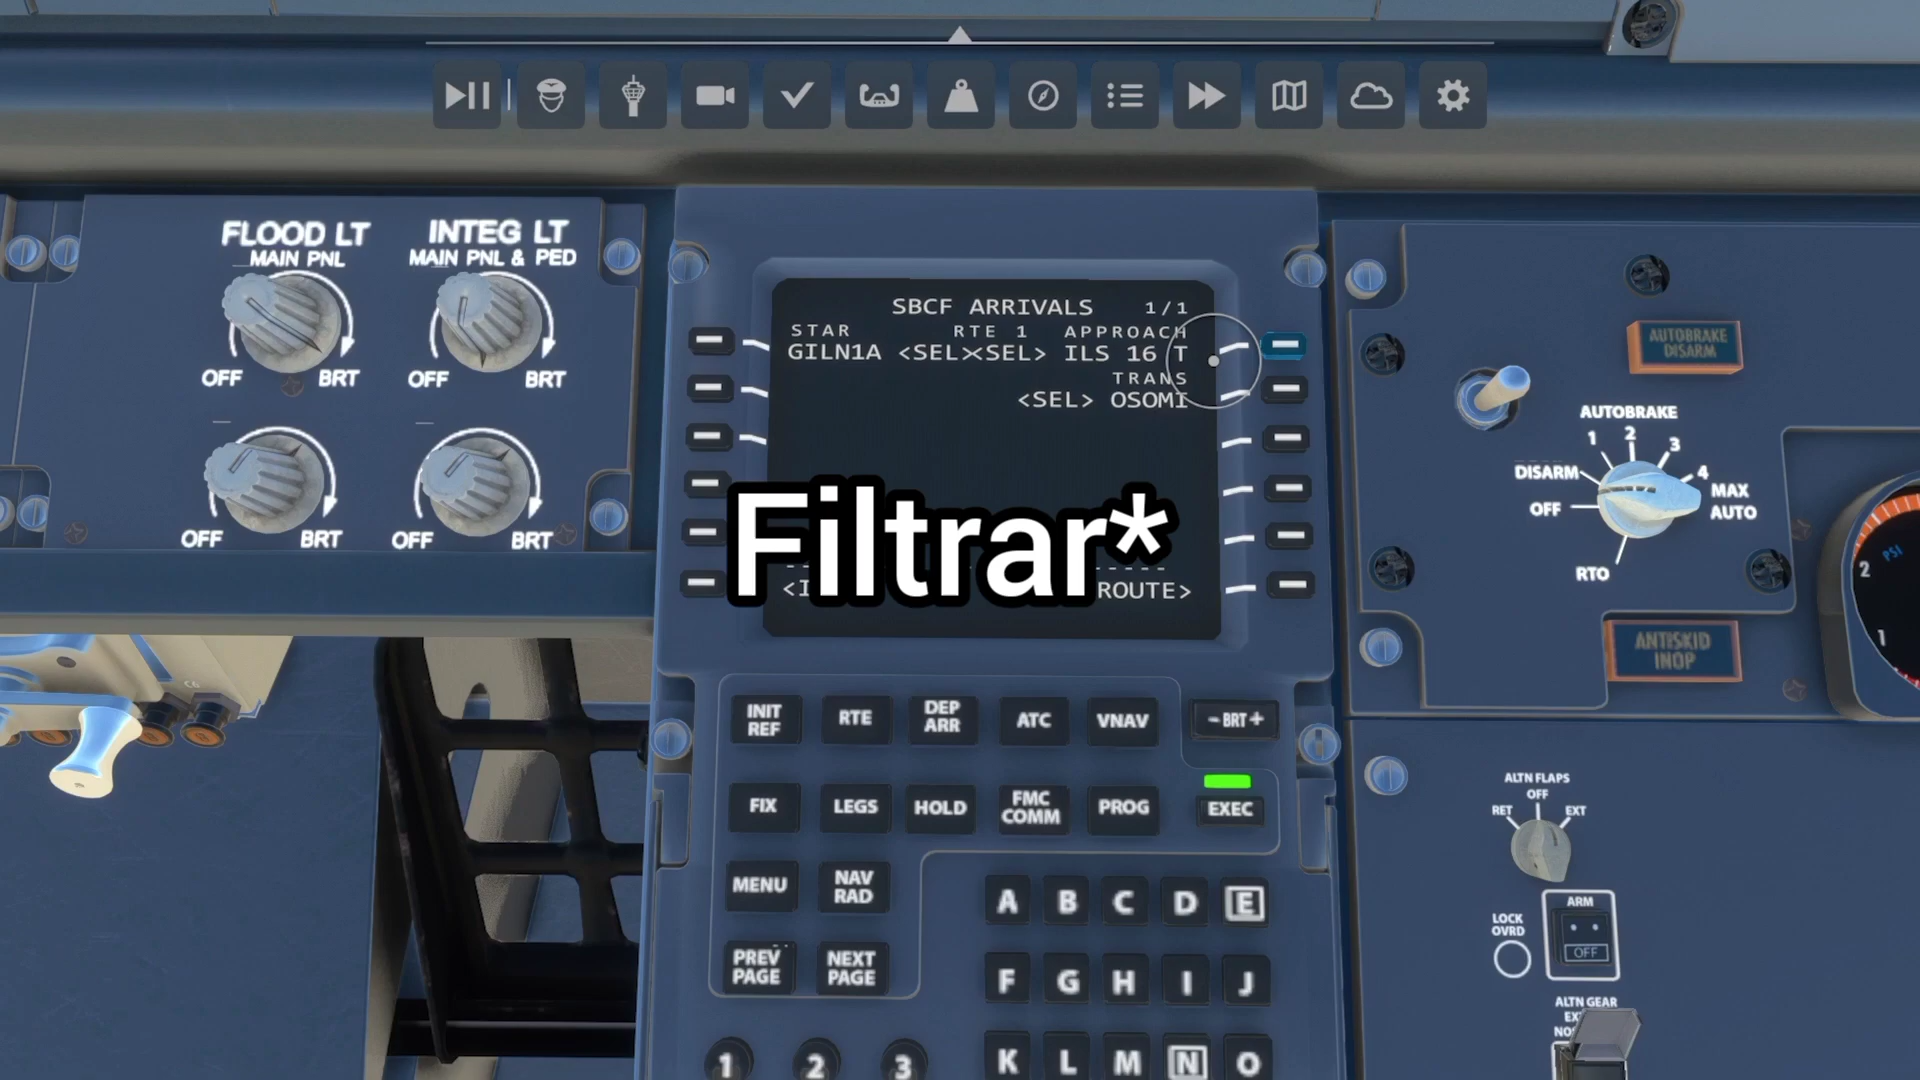 FLOOD LT
MAIN PNL
OFF
BRT
INTEG LT
MAIN PNL & PED
OFF
BRT
OFF
BRT
OFF
BRT
SBCF ARRIVALS 1/1
STAR RTE 1 APPROACH
GILN1A <SEL><SEL> ILS 16 T
TRANS
<SEL> OSOMI
Filtrar*
ROUTE>
AUTOBRAKE
DISARM
AUTOBRAKE
1
2
3
4
DISARM
MAX
AUTO
OFF
RTO
ANTISKID
INOP
PSI
2
1
INIT
REF
RTE
DEP
ARR
ATC
VNAV
- BRT +
FIX
LEGS
HOLD
FMC
COMM
PROG
EXEC
MENU
NAV
RAD
PREV
PAGE
NEXT
PAGE
A B C D E
F G H I J
K L M N O
1 2 3
ALTN FLAPS
OFF
RET
EXT
LOCK
OVRD
ARM
OFF
ALTN GEAR